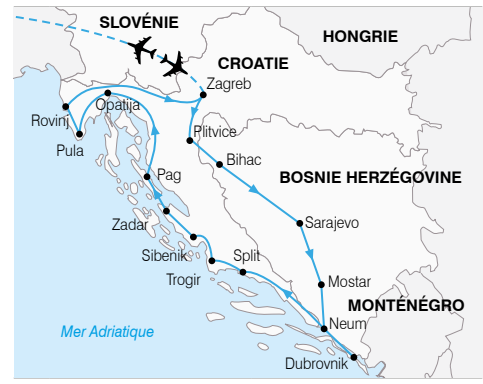 SLOVÉNIE
HONGRIE
CROATIE
Zagreb
Opatija
Rovinj
Plitvice
Pula
Bihac
Pag
BOSNIE HERZÉGOVINE
Zadar
Sarajevo
Sibenik
Split
Trogir
Mostar
MONTÉNÉGRO
Neum
Mer Adriatique
Dubrovnik